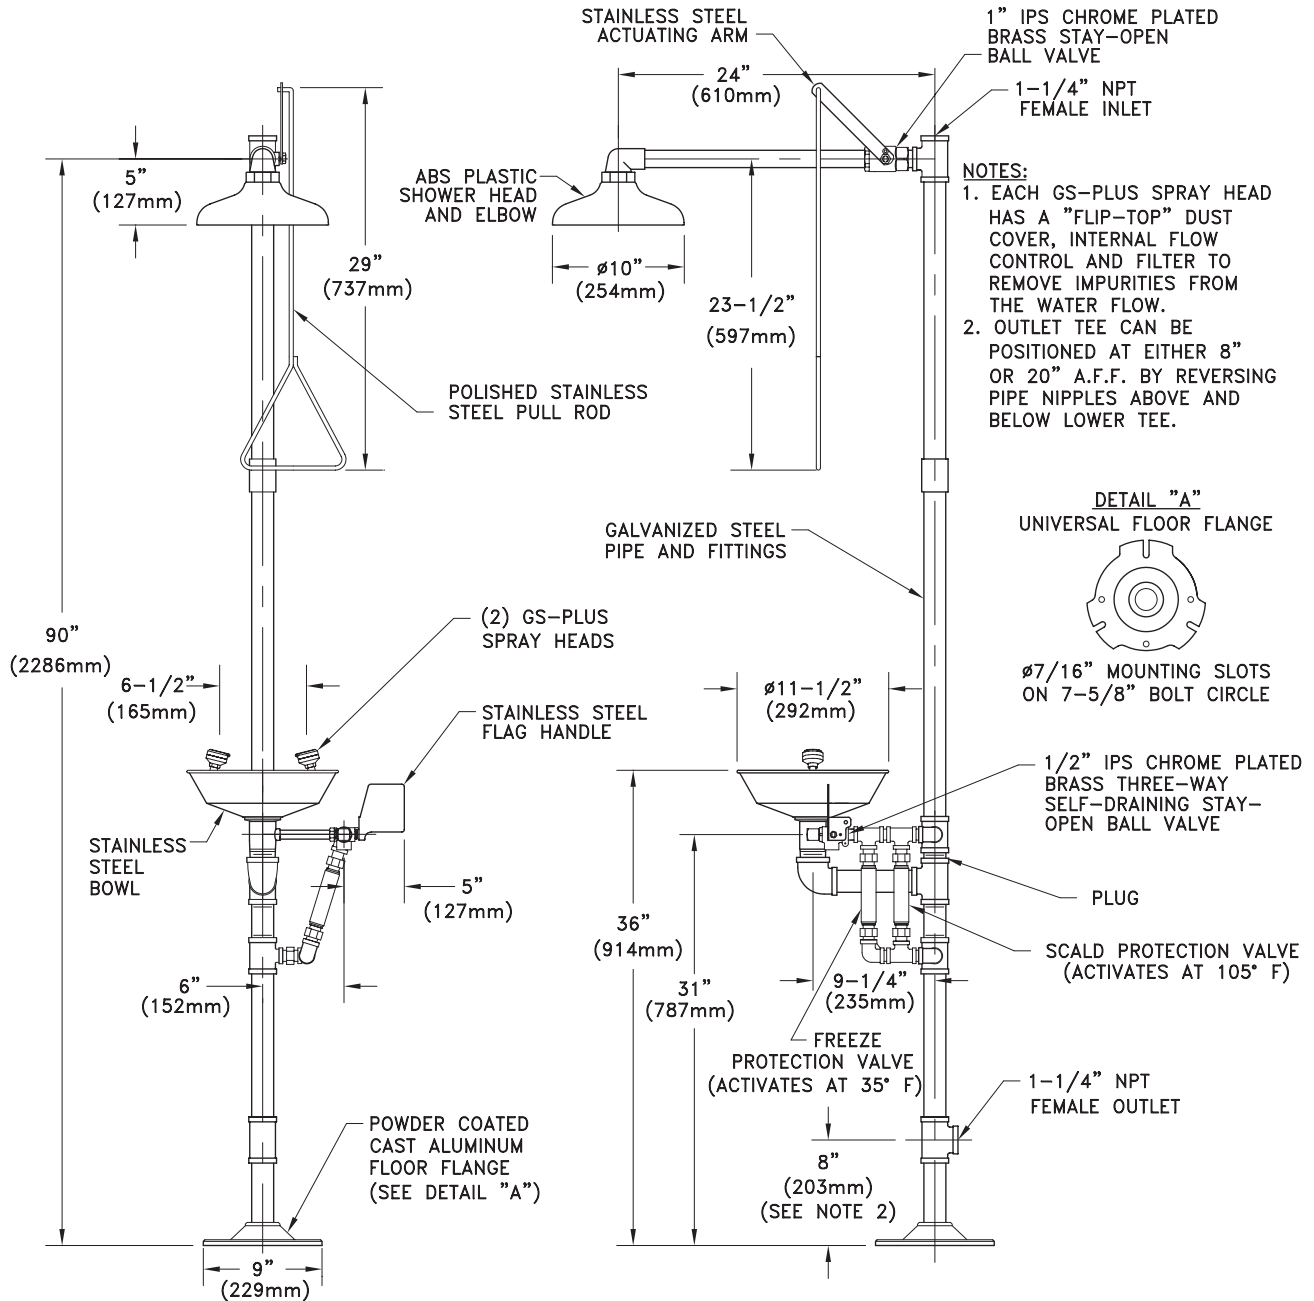 STAINLESS STEEL
ACTUATING ARM
1" IPS CHROME PLATED
BRASS STAY-OPEN
BALL VALVE
24"
(610mm)
1-1/4" NPT
FEMALE INLET
5"
(127mm)
ABS PLASTIC
SHOWER HEAD
AND ELBOW
NOTES:
1. EACH GS-PLUS SPRAY HEAD
HAS A "FLIP-TOP" DUST
COVER, INTERNAL FLOW
CONTROL AND FILTER TO
REMOVE IMPURITIES FROM
THE WATER FLOW.
2. OUTLET TEE CAN BE
POSITIONED AT EITHER 8"
OR 20" A.F.F. BY REVERSING
PIPE NIPPLES ABOVE AND
BELOW LOWER TEE.
29"
(737mm)
ø10"
(254mm)
23-1/2"
(597mm)
POLISHED STAINLESS
STEEL PULL ROD
DETAIL "A"
UNIVERSAL FLOOR FLANGE
GALVANIZED STEEL
PIPE AND FITTINGS
90"
(2286mm)
(2) GS-PLUS
SPRAY HEADS
ø7/16" MOUNTING SLOTS
ON 7-5/8" BOLT CIRCLE
6-1/2"
(165mm)
ø11-1/2"
(292mm)
STAINLESS STEEL
FLAG HANDLE
1/2" IPS CHROME PLATED
BRASS THREE-WAY
SELF-DRAINING STAY-
OPEN BALL VALVE
STAINLESS
STEEL
BOWL
5"
(127mm)
PLUG
36"
(914mm)
SCALD PROTECTION VALVE
(ACTIVATES AT 105° F)
6"
(152mm)
31"
(787mm)
9-1/4"
(235mm)
FREEZE
PROTECTION VALVE
(ACTIVATES AT 35° F)
1-1/4" NPT
FEMALE OUTLET
POWDER COATED
CAST ALUMINUM
FLOOR FLANGE
(SEE DETAIL "A")
8"
(203mm)
(SEE NOTE 2)
9"
(229mm)